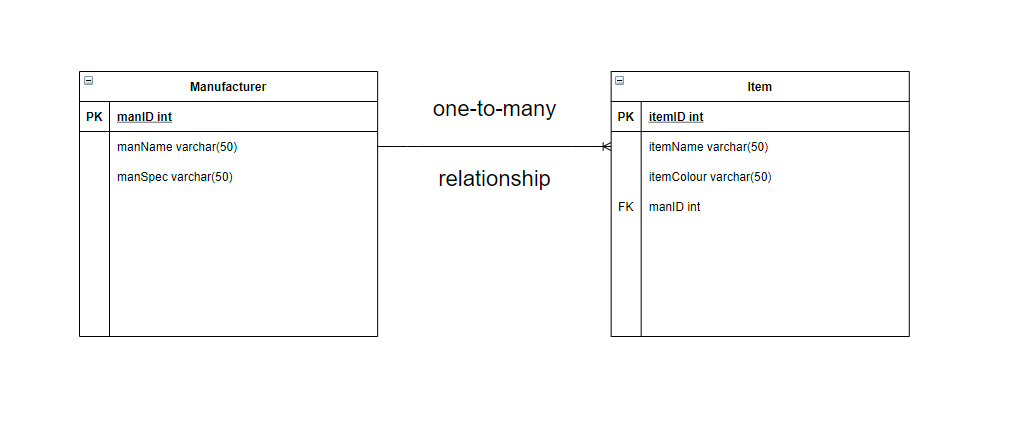 Manufacturer
PK manID int
manName varchar(50)
manSpec varchar(50)
one-to-many
relationship
Item
PK itemID int
itemName varchar(50)
itemColour varchar(50)
FK manID int